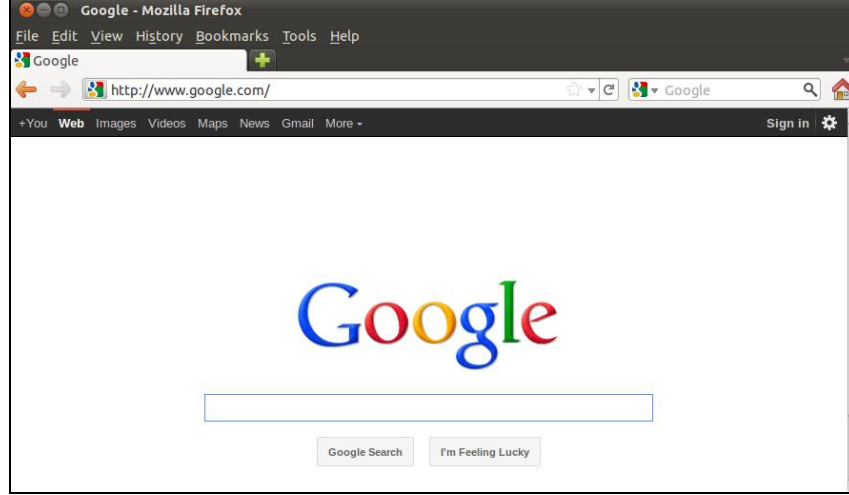 Google - Mozilla Firefox
File Edit View History Bookmarks Tools Help
Google
http://www.google.com/ Google
+You Web Images Videos Maps News Gmail More
Sign in
Google
Google Search I'm Feeling Lucky